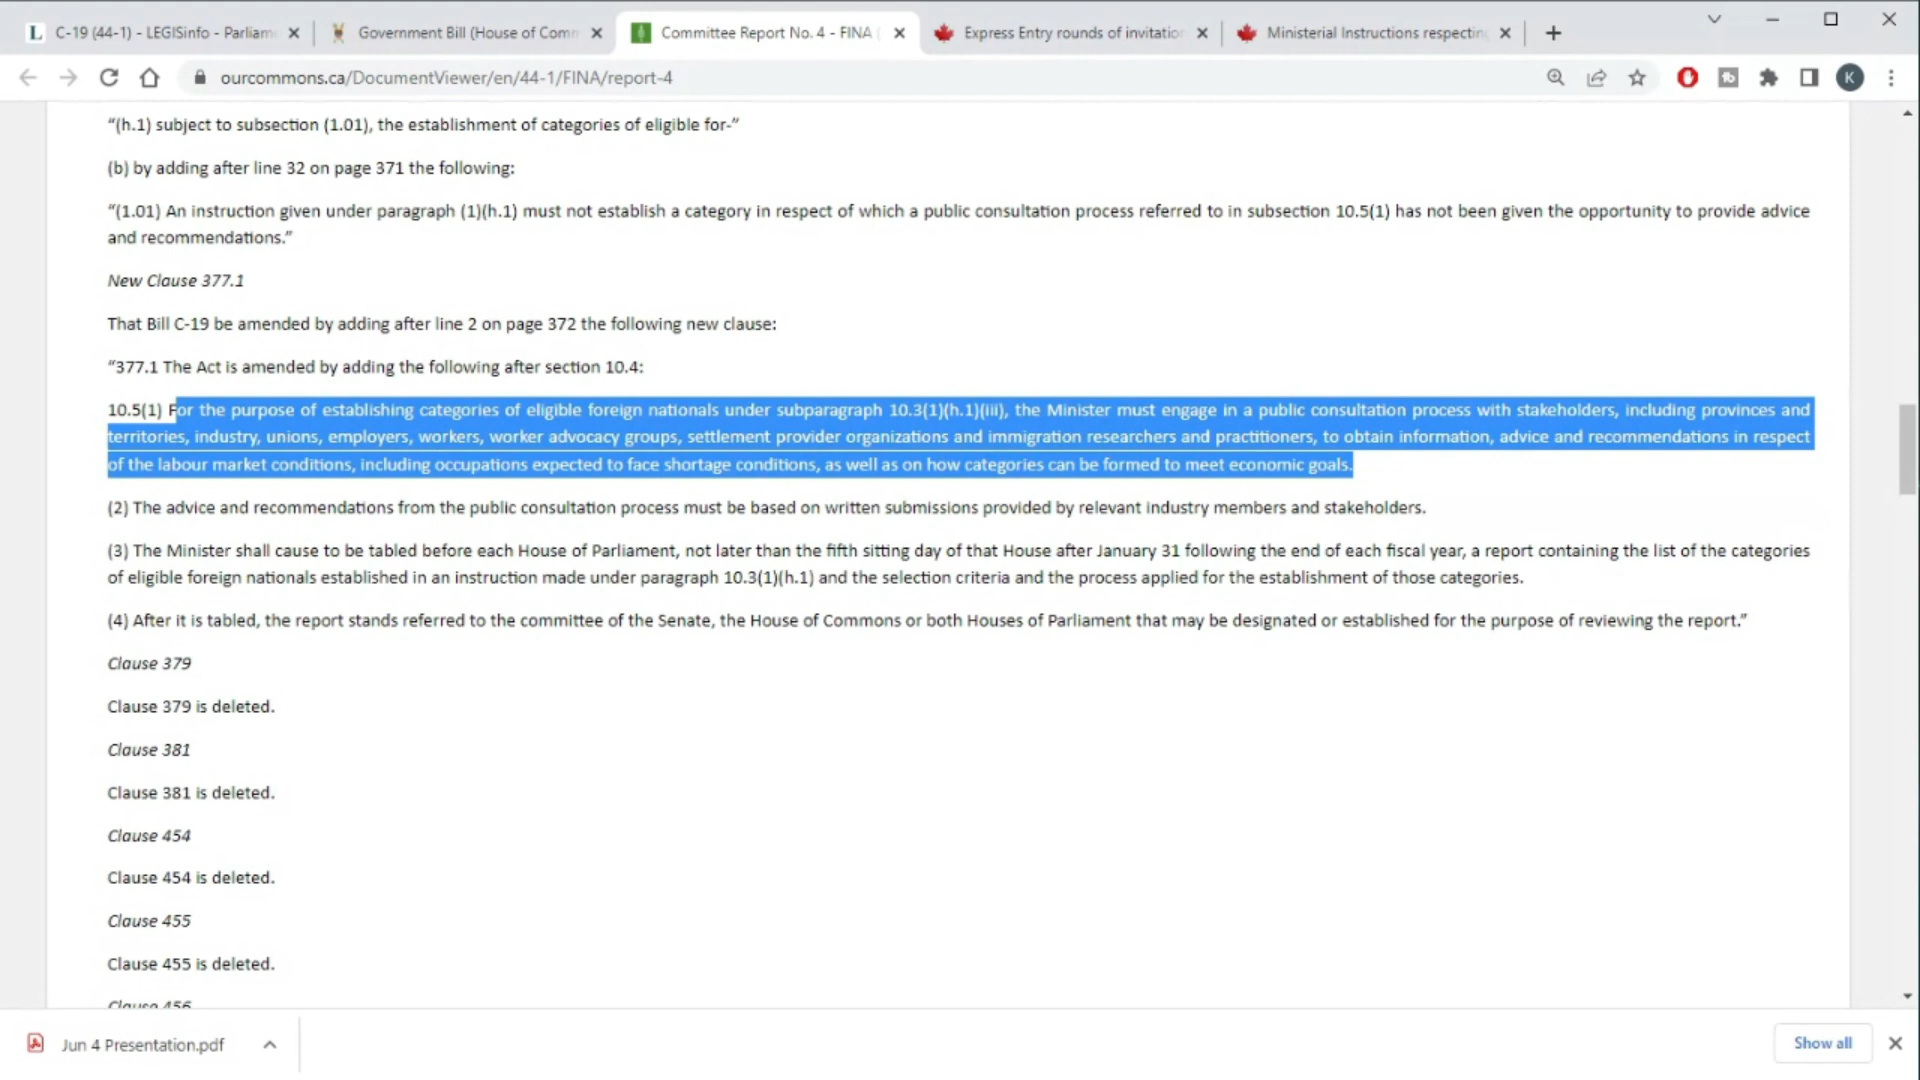 C-19 (44-1) - LEGISinfo - Parliam
Government Bill (House of Comm
Committee Report No. 4 - FINA (
Express Entry rounds of invitatio
Ministerial Instructions respecting
ourcommons.ca/DocumentViewer/en/44-1/FINA/report-4
K
“(h.1) subject to subsection (1.01), the establishment of categories of eligible for-”
(b) by adding after line 32 on page 371 the following:
“(1.01) An instruction given under paragraph (1)(h.1) must not establish a category in respect of which a public consultation process referred to in subsection 10.5(1) has not been given the opportunity to provide advice
and recommendations.”
New Clause 377.1
That Bill C-19 be amended by adding after line 2 on page 372 the following new clause:
“377.1 The Act is amended by adding the following after section 10.4:
10.5(1) For the purpose of establishing categories of eligible foreign nationals under subparagraph 10.3(1)(h.1)(iii), the Minister must engage in a public consultation process with stakeholders, including provinces and
territories, industry, unions, employers, workers, worker advocacy groups, settlement provider organizations and immigration researchers and practitioners, to obtain information, advice and recommendations in respect
of the labour market conditions, including occupations expected to face shortage conditions, as well as on how categories can be formed to meet economic goals.
(2) The advice and recommendations from the public consultation process must be based on written submissions provided by relevant industry members and stakeholders.
(3) The Minister shall cause to be tabled before each House of Parliament, not later than the fifth sitting day of that House after January 31 following the end of each fiscal year, a report containing the list of the categories
of eligible foreign nationals established in an instruction made under paragraph 10.3(1)(h.1) and the selection criteria and the process applied for the establishment of those categories.
(4) After it is tabled, the report stands referred to the committee of the Senate, the House of Commons or both Houses of Parliament that may be designated or established for the purpose of reviewing the report.”
Clause 379
Clause 379 is deleted.
Clause 381
Clause 381 is deleted.
Clause 454
Clause 454 is deleted.
Clause 455
Clause 455 is deleted.
Clause 456
Jun 4 Presentation.pdf
Show all